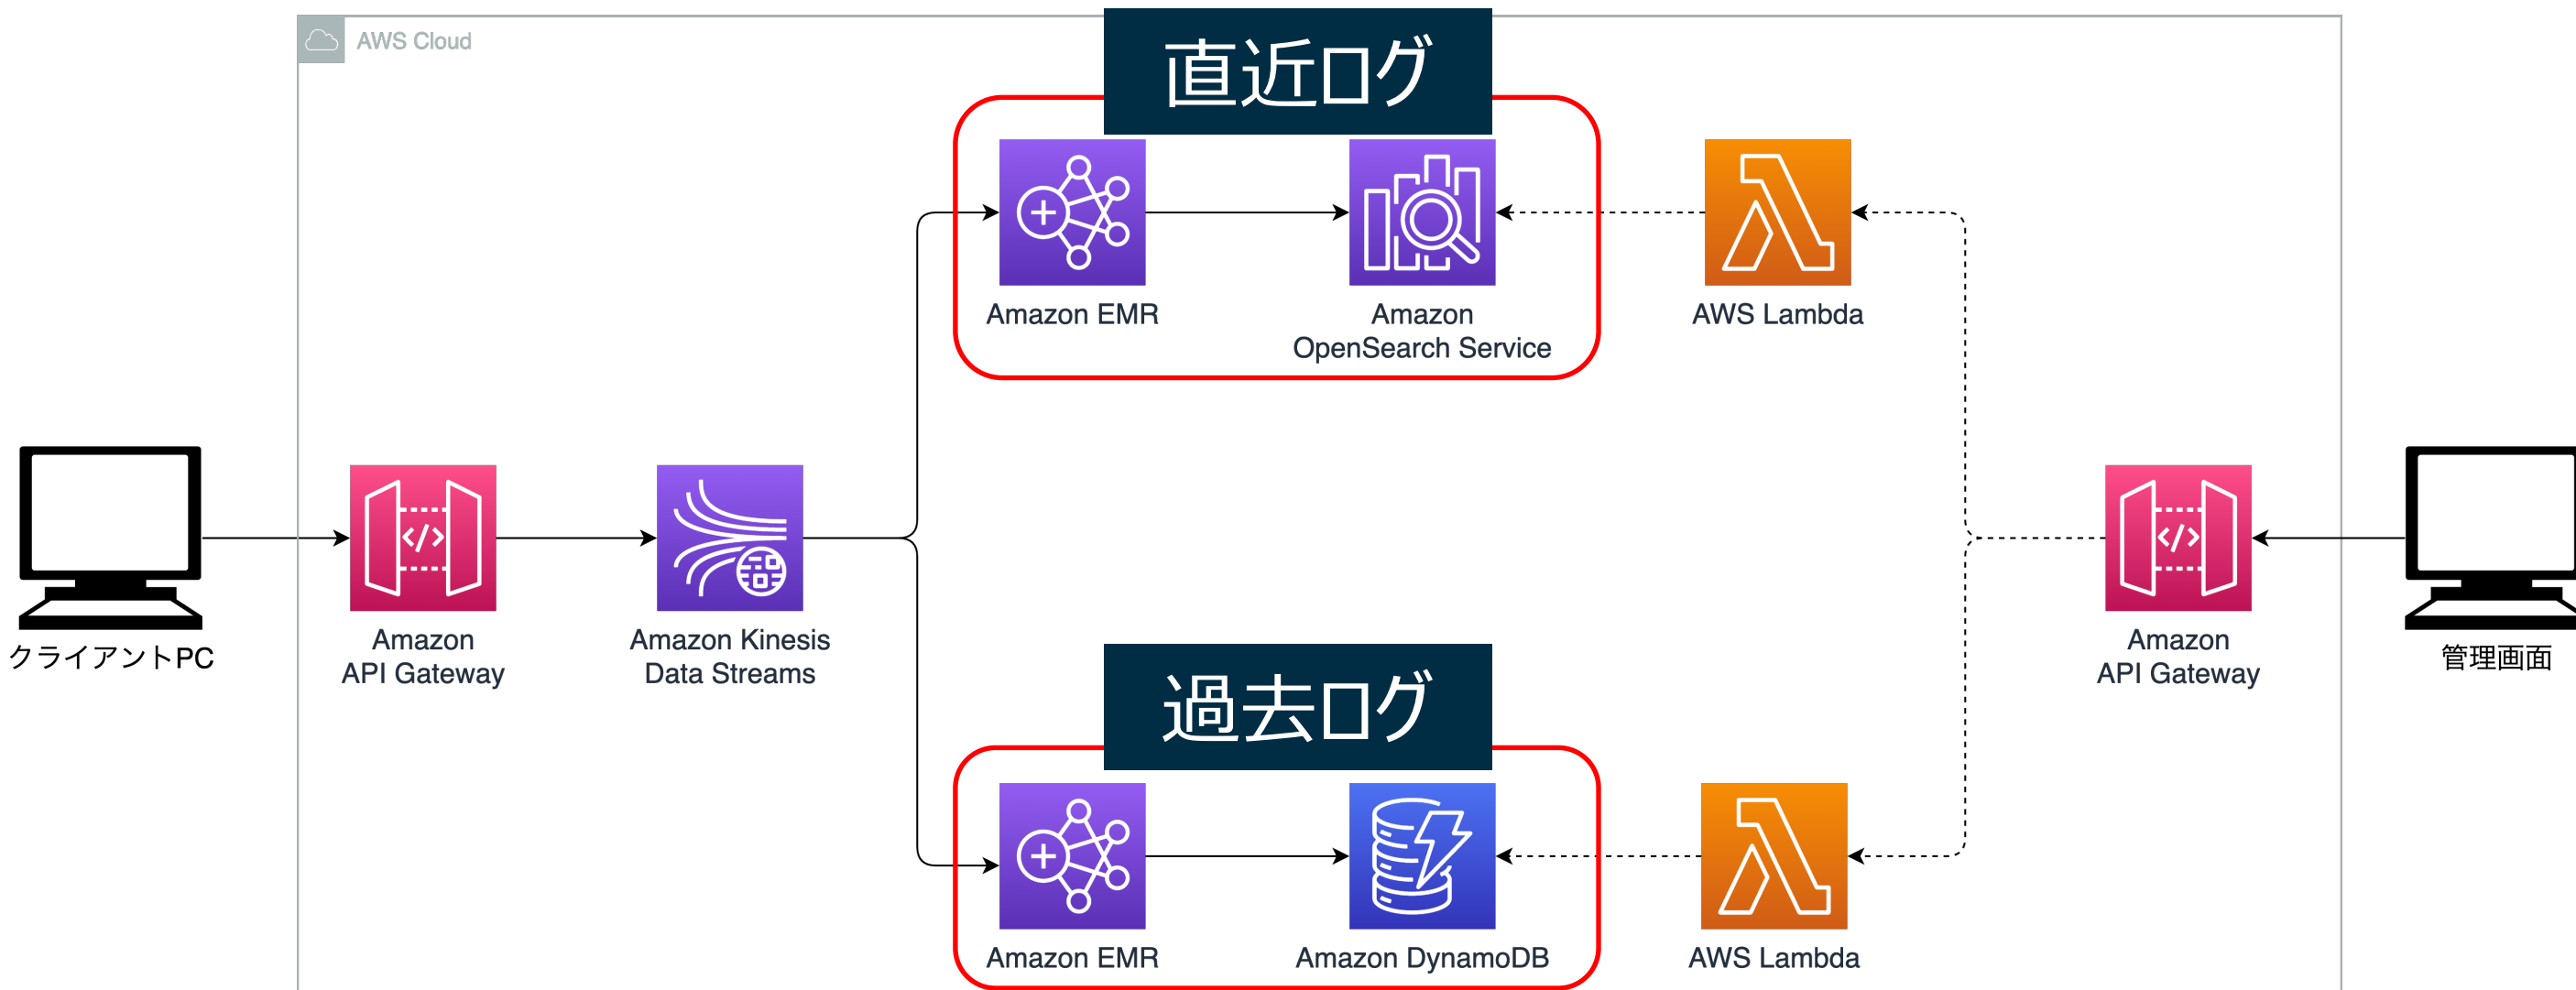 AWS Cloud
直近ログ
Amazon EMR
Amazon
OpenSearch Service
AWS Lambda
クライアントPC
Amazon
API Gateway
Amazon Kinesis
Data Streams
Amazon
API Gateway
管理画面
過去ログ
Amazon EMR
Amazon DynamoDB
AWS Lambda